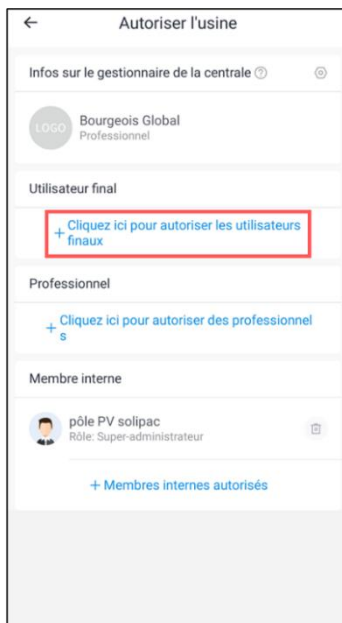 Autoriser l'usine
Infos sur le gestionnaire de la centrale
LOGO
Bourgeois Global
Professionnel
Utilisateur final
+ Cliquez ici pour autoriser les utilisateurs
finaux
Professionnel
+ Cliquez ici pour autoriser des professionnel
s
Membre interne
pôle PV solipac
Rôle: Super-administrateur
+ Membres internes autorisés